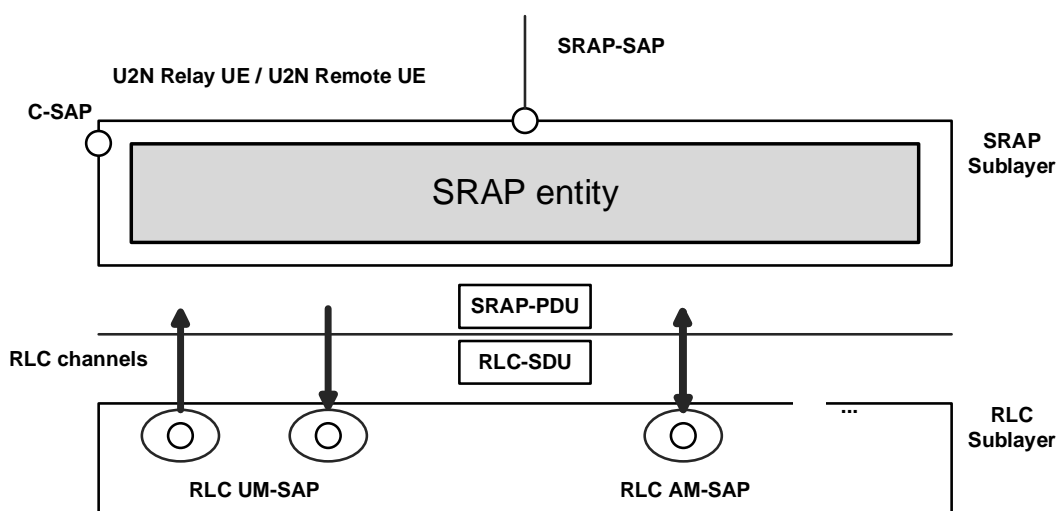 SRAP-SAP
U2N Relay UE / U2N Remote UE
C-SAP
SRAP
Sublayer
SRAP entity
SRAP-PDU
RLC channels
RLC-SDU
...
RLC
Sublayer
RLC UM-SAP
RLC AM-SAP